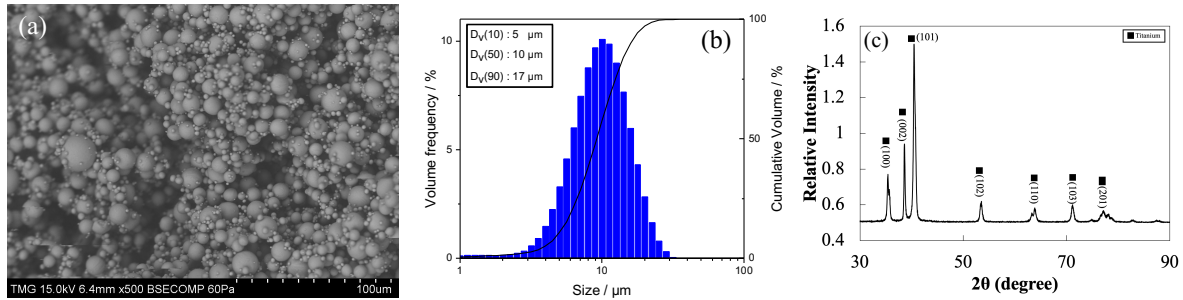 (a)
TMG 15.0kV 6.4mm x500 BSECOMP 60Pa
100um
(b)
D_V(10) : 5 µm
D_V(50) : 10 µm
D_V(90) : 17 µm
Volume frequency / %
10
5
0
Cumulative Volume / %
100
50
0
1
10
100
Size / µm
(c)
Titanium
(100)
(002)
(101)
(102)
(110)
(103)
(201)
Relative Intensity
1.6
1.4
1.2
1
0.8
0.6
0.4
30
50
70
90
2θ (degree)